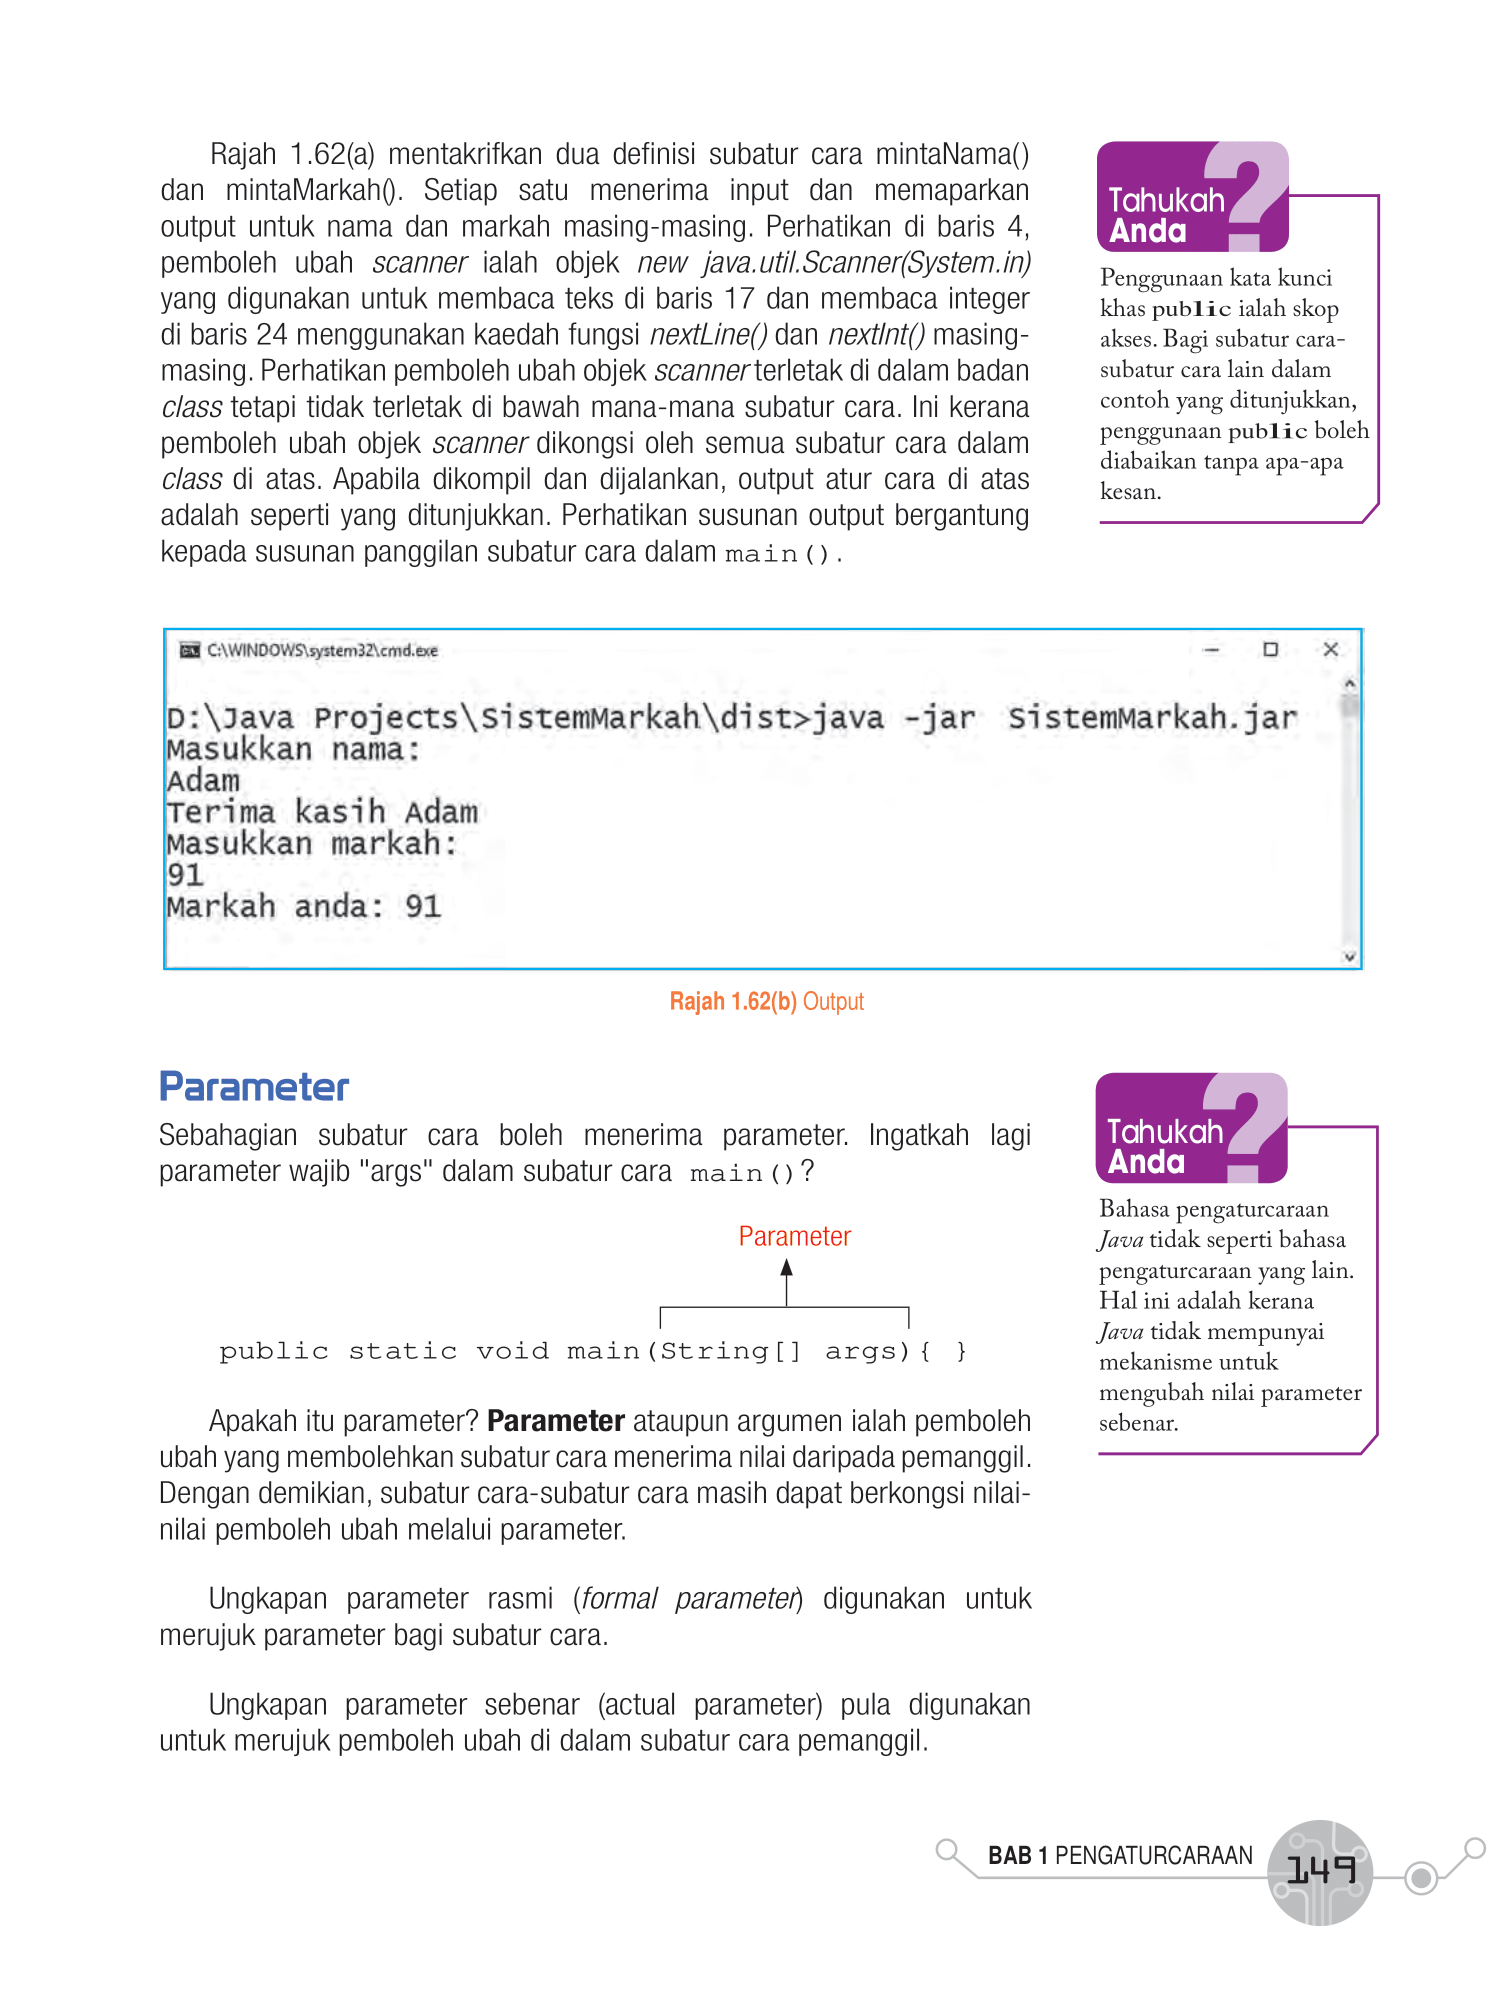 Rajah 1.62(a) mentakrifkan dua definisi subatur cara mintaNama()
dan mintaMarkah(). Setiap satu menerima input dan memaparkan
output untuk nama dan markah masing-masing. Perhatikan di baris 4,
pemboleh ubah scanner ialah objek new java.util.Scanner(System.in)
yang digunakan untuk membaca teks di baris 17 dan membaca integer
di baris 24 menggunakan kaedah fungsi nextLine() dan nextInt() masing-
masing. Perhatikan pemboleh ubah objek scanner terletak di dalam badan
class tetapi tidak terletak di bawah mana-mana subatur cara. Ini kerana
pemboleh ubah objek scanner dikongsi oleh semua subatur cara dalam
class di atas. Apabila dikompil dan dijalankan, output atur cara di atas
adalah seperti yang ditunjukkan. Perhatikan susunan output bergantung
kepada susunan panggilan subatur cara dalam main().
Tahukah
Anda
?
Penggunaan kata kunci
khas public ialah skop
akses. Bagi subatur cara-
subatur cara lain dalam
contoh yang ditunjukkan,
penggunaan public boleh
diabaikan tanpa apa-apa
kesan.
C:\WINDOWS\system32\cmd.exe
D:\Java Projects\SistemMarkah\dist>java -jar SistemMarkah.jar
Masukkan nama:
Adam
Terima kasih Adam
Masukkan markah:
91
Markah anda: 91
Rajah 1.62(b) Output
Parameter
Sebahagian subatur cara boleh menerima parameter. Ingatkah lagi
parameter wajib "args" dalam subatur cara main()?
Parameter
public static void main(String[] args){ }
Apakah itu parameter? Parameter ataupun argumen ialah pemboleh
ubah yang membolehkan subatur cara menerima nilai daripada pemanggil.
Dengan demikian, subatur cara-subatur cara masih dapat berkongsi nilai-
nilai pemboleh ubah melalui parameter.
Ungkapan parameter rasmi (formal parameter) digunakan untuk
merujuk parameter bagi subatur cara.
Ungkapan parameter sebenar (actual parameter) pula digunakan
untuk merujuk pemboleh ubah di dalam subatur cara pemanggil.
Tahukah
Anda
?
Bahasa pengaturcaraan
Java tidak seperti bahasa
pengaturcaraan yang lain.
Hal ini adalah kerana
Java tidak mempunyai
mekanisme untuk
mengubah nilai parameter
sebenar.
BAB 1 PENGATURCARAAN
149